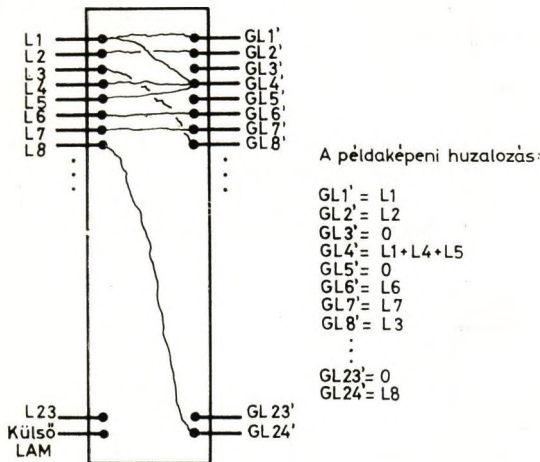 L1
L2
L3
L4
L5
L6
L7
L8
L23
Külső
LAM
GL1'
GL2'
GL3'
GL4'
GL5'
GL6'
GL7'
GL8'
GL23'
GL24'
A példaképeni huzalozás:
GL1' = L1
GL2' = L2
GL3' = 0
GL4' = L1+L4+L5
GL5' = 0
GL6' = L6
GL7' = L7
GL8' = L3
GL23' = 0
GL24' = L8